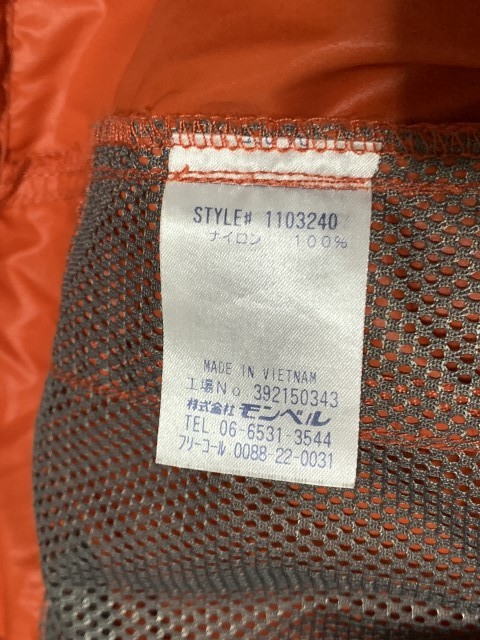 STYLE# 1103240
ナイロン 100%
MADE IN VIETNAM
工場No 392150343
株式会社 モンベル
TEL 06-6531-3544
フリーコール 0088-22-0031